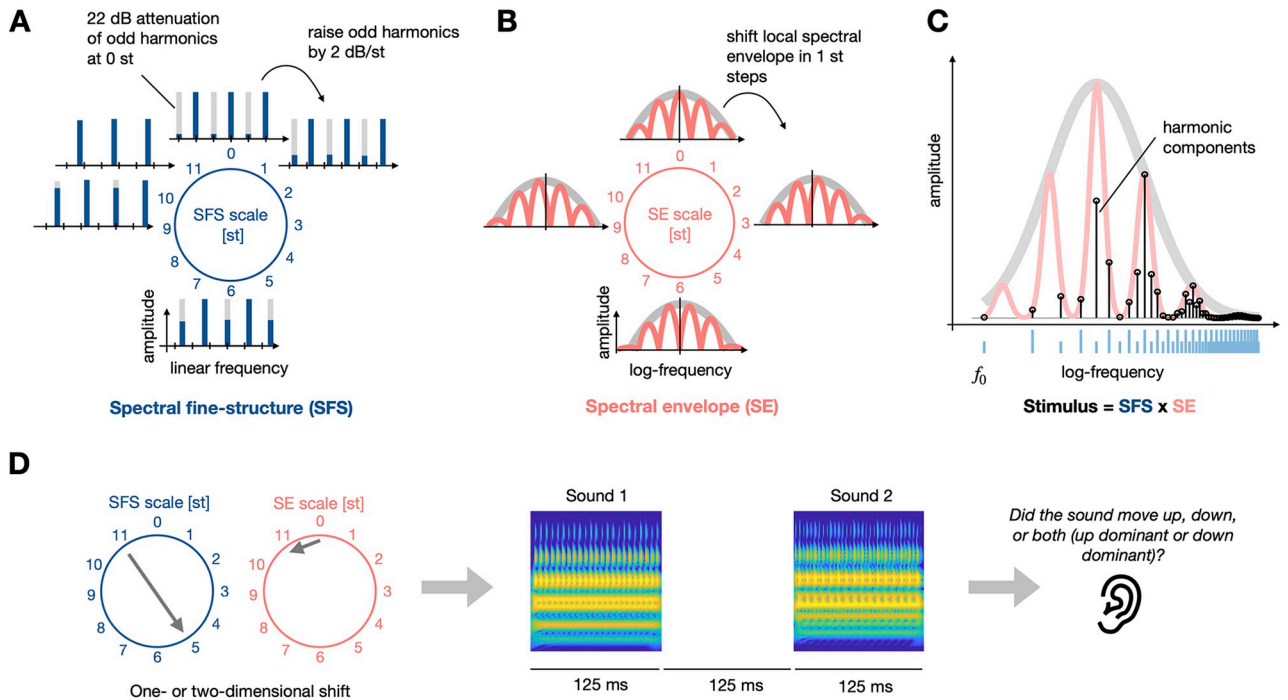 A
22 dB attenuation
of odd harmonics
at 0 st
raise odd harmonics
by 2 dB/st
0
1
2
3
4
5
6
7
8
9
10
11
SFS scale
[st]
amplitude
linear frequency
Spectral fine-structure (SFS)
B
shift local spectral
envelope in 1 st
steps
0
1
2
3
4
5
6
7
8
9
10
11
SE scale
[st]
amplitude
log-frequency
Spectral envelope (SE)
C
amplitude
harmonic
components
f0
log-frequency
Stimulus = SFS x SE
D
SFS scale [st]
0
1
2
3
4
5
6
7
8
9
10
11
SE scale [st]
0
1
2
3
4
5
6
7
8
9
10
11
One- or two-dimensional shift
Sound 1
Sound 2
125 ms
125 ms
125 ms
Did the sound move up, down,
or both (up dominant or down
dominant)?